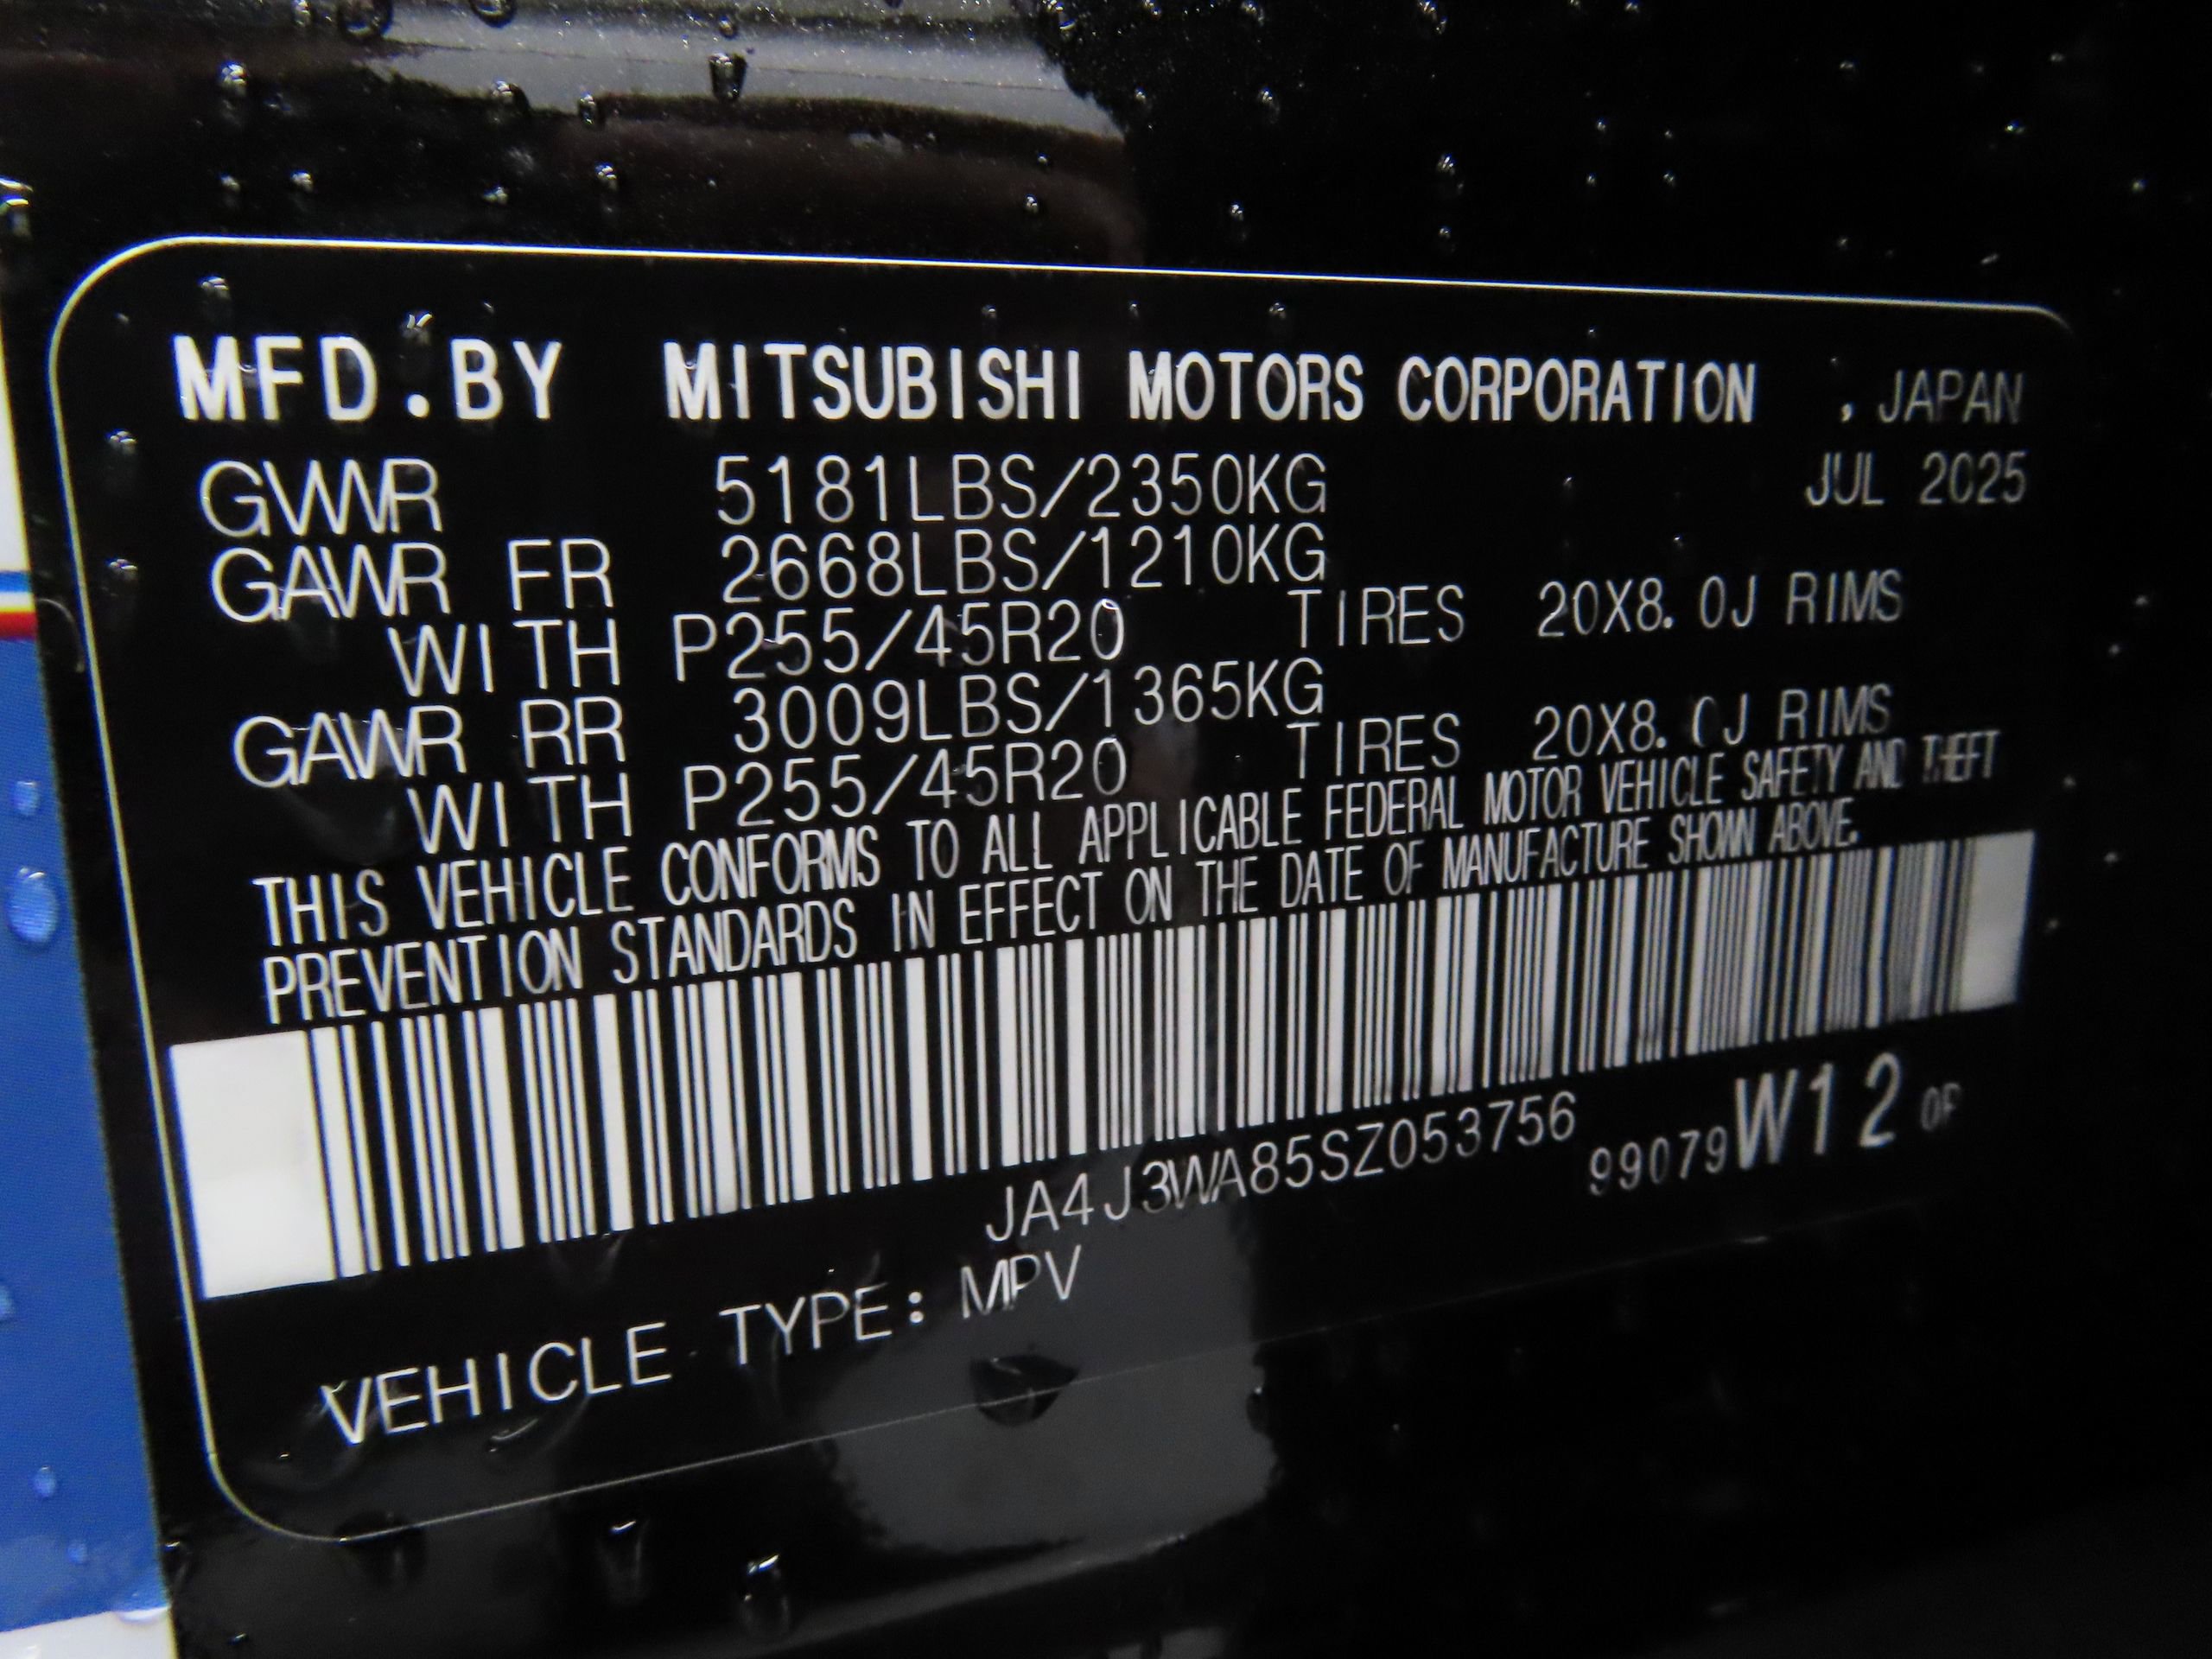 MFD.BY MITSUBISHI MOTORS CORPORATION , JAPAN
GVWR 5181LBS/2350KG JUL 2025
GAWR FR 2668LBS/1210KG
WITH P255/45R20 TIRES 20X8.0J RIMS
GAWR RR 3009LBS/1365KG
WITH P255/45R20 TIRES 20X8.0J RIMS
THIS VEHICLE CONFORMS TO ALL APPLICABLE FEDERAL MOTOR VEHICLE SAFETY AND THEFT
PREVENTION STANDARDS IN EFFECT ON THE DATE OF MANUFACTURE SHOWN ABOVE.
JA4J3WA85SZ053756 99079W12 OP
VEHICLE TYPE: MPV